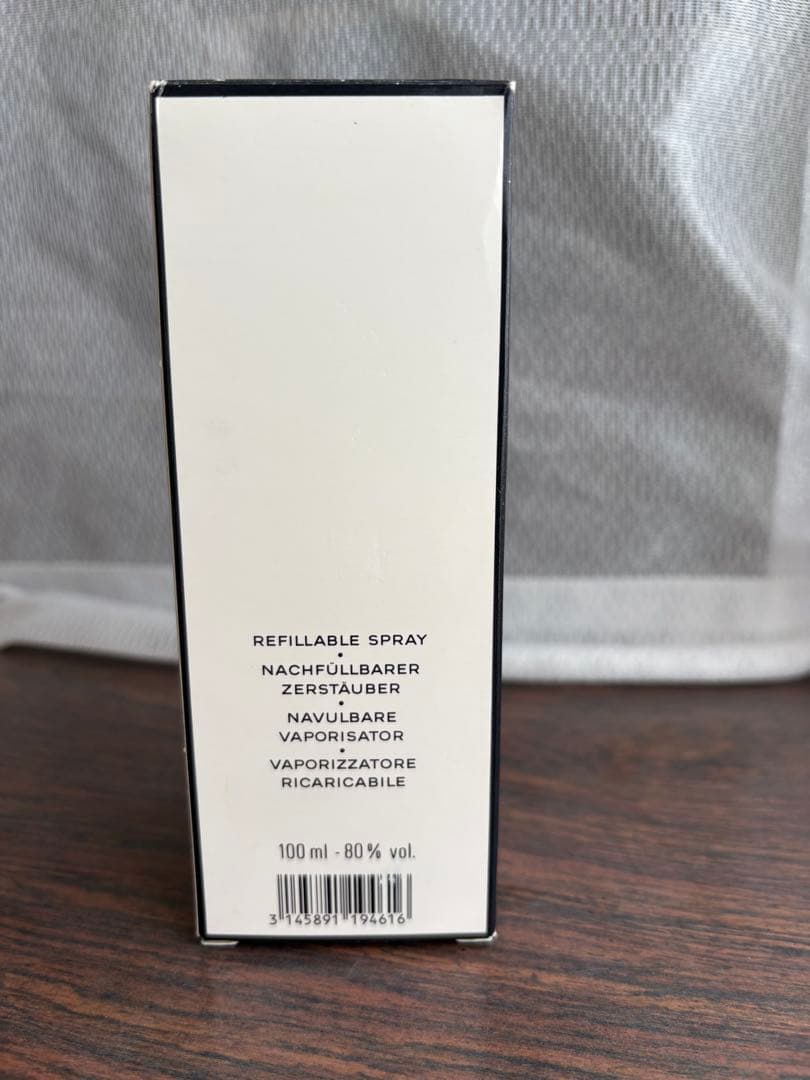 REFILLABLE SPRAY
•
NACHFÜLLBARER
ZERSTÄUBER
•
NAVULBARE
VAPORISATOR
•
VAPORIZZATORE
RICARICABILE
100 ml - 80 % vol.
3 145891 194616